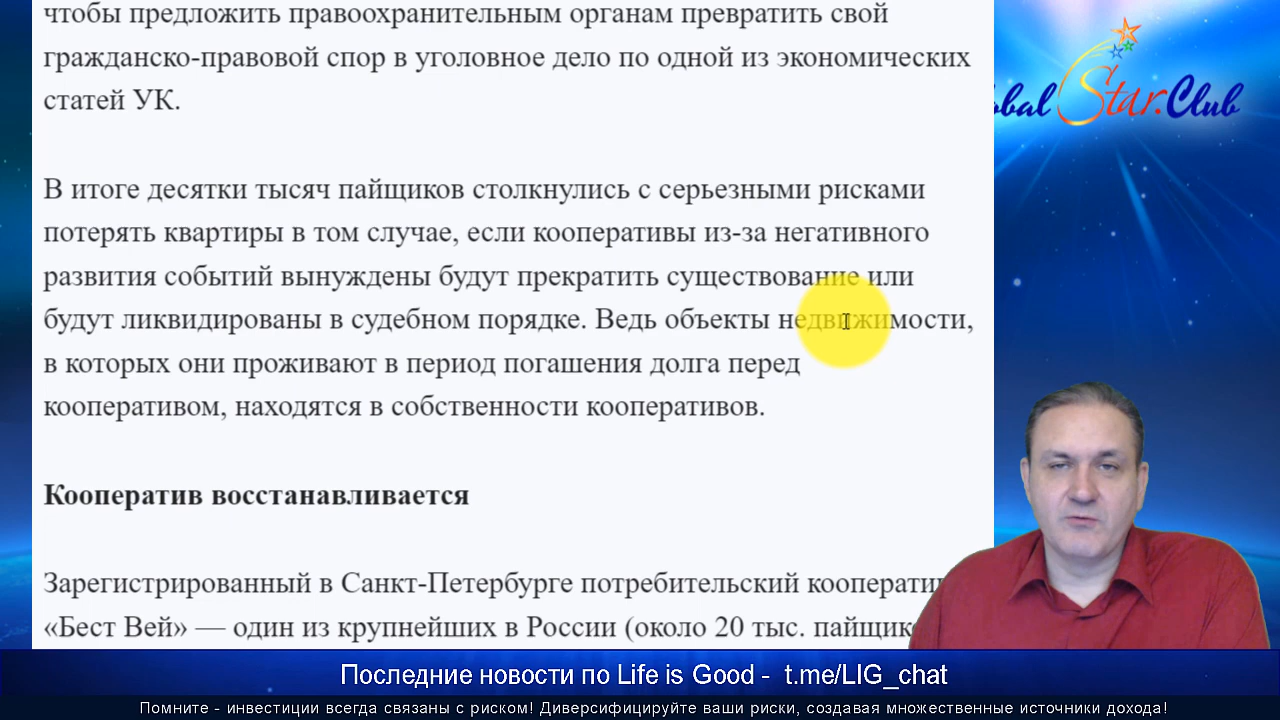 чтобы предложить правоохранительным органам превратить свой
гражданско-правовой спор в уголовное дело по одной из экономических
статей УК.
Star.Club
В итоге десятки тысяч пайщиков столкнулись с серьезными рисками
потерять квартиры в том случае, если кооперативы из-за негативного
развития событий вынуждены будут прекратить существование или
будут ликвидированы в судебном порядке. Ведь объекты недвижимости,
в которых они проживают в период погашения долга перед
кооперативом, находятся в собственности кооперативов.
Кооператив восстанавливается
Зарегистрированный в Санкт-Петербурге потребительский
«Бест Вей» — один из крупнейших в России (около 20 тыс.
Последние новости по Life is Good - t.me/LIG_chat
Помните - инвестиции всегда связаны с риском! Диверсифицируйте ваши риски, создавая множественные источники дохода!